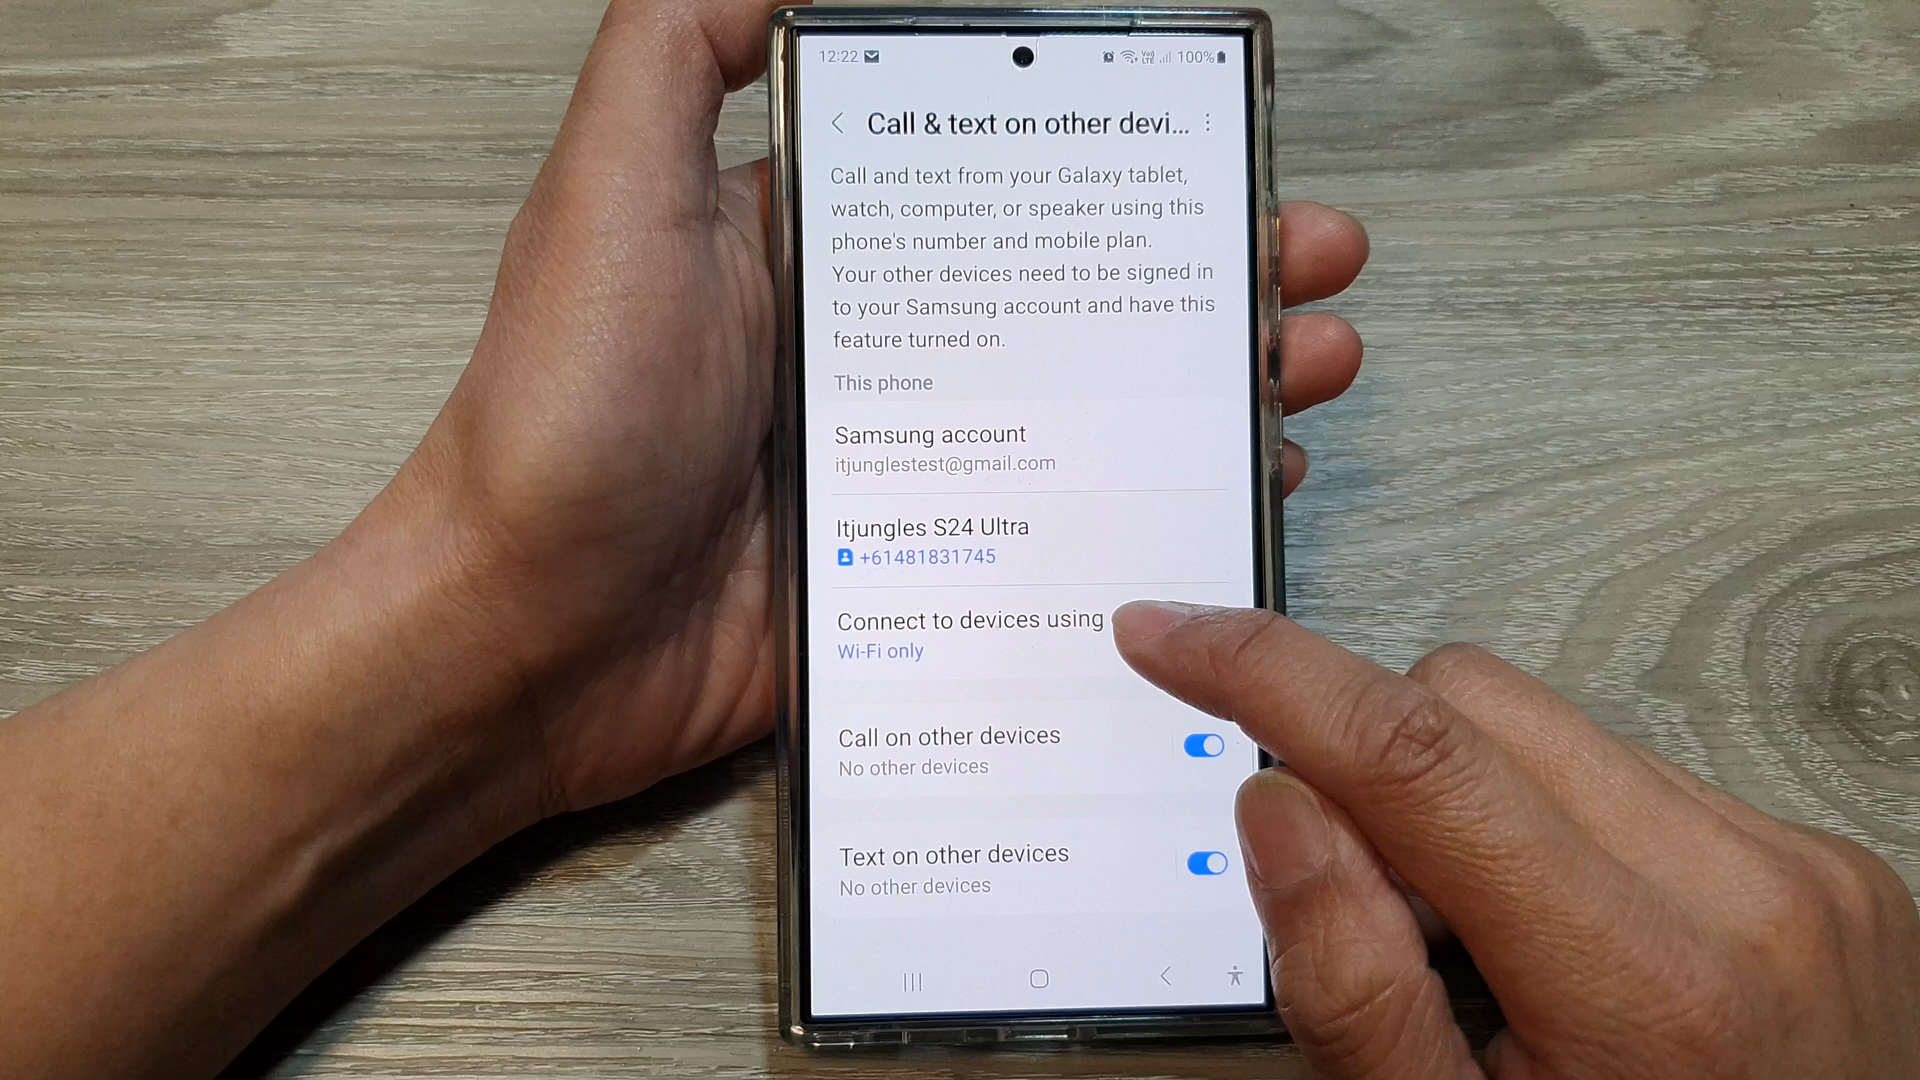 12:22
VoJ LTE 100%
Call & text on other devi...
Call and text from your Galaxy tablet,
watch, computer, or speaker using this
phone's number and mobile plan.
Your other devices need to be signed in
to your Samsung account and have this
feature turned on.
This phone
Samsung account
itjunglestest@gmail.com
Itjungles S24 Ultra
+61481831745
Connect to devices using
Wi-Fi only
Call on other devices
No other devices
Text on other devices
No other devices